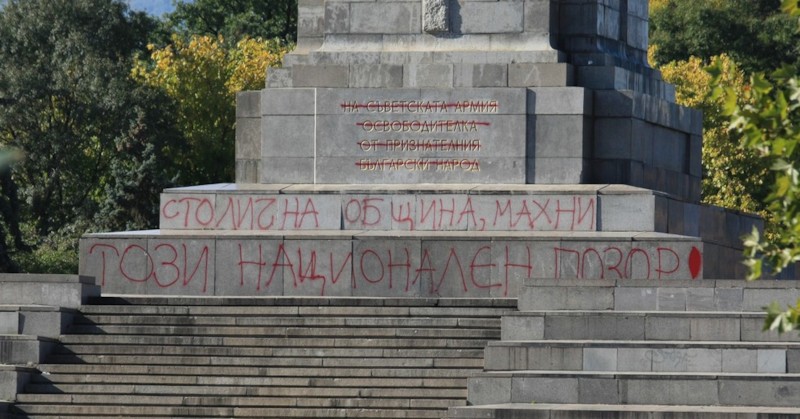 НА СЪВЕТСКАТА АРМИЯ
ОСВОБОДИТЕЛКА
ОТ ПРИЗНАТЕЛНИЯ
БЪЛГАРСКИ НАРОД
СТОЛИЧНА ОБЩИНА, МАХНИ
ТОЗИ НАЦИОНАЛЕН ПОЗОР